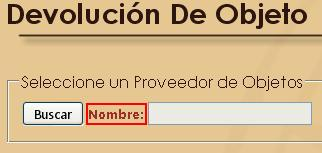 Devolución De Objeto
Seleccione un Proveedor de Objetos
Buscar Nombre: